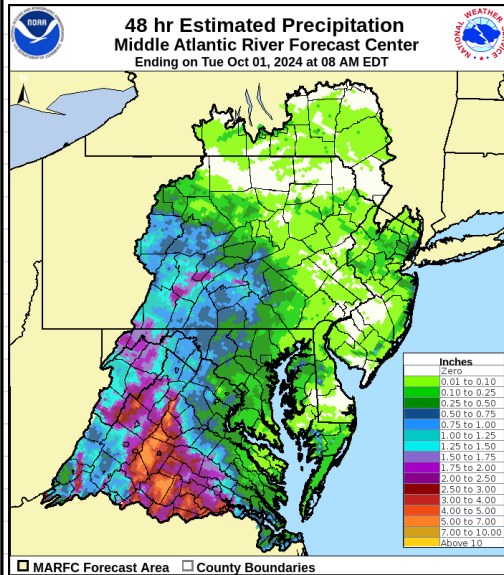 48 hr Estimated Precipitation
Middle Atlantic River Forecast Center
Ending on Tue Oct 01, 2024 at 08 AM EDT
NOAA
NATIONAL WEATHER SERVICE
N
Inches
Zero
0.01 to 0.10
0.10 to 0.25
0.25 to 0.50
0.50 to 0.75
0.75 to 1.00
1.00 to 1.25
1.25 to 1.50
1.50 to 1.75
1.75 to 2.00
2.00 to 2.50
2.50 to 3.00
3.00 to 4.00
4.00 to 5.00
5.00 to 7.00
7.00 to 10.00
Above 10
MARFC Forecast Area County Boundaries